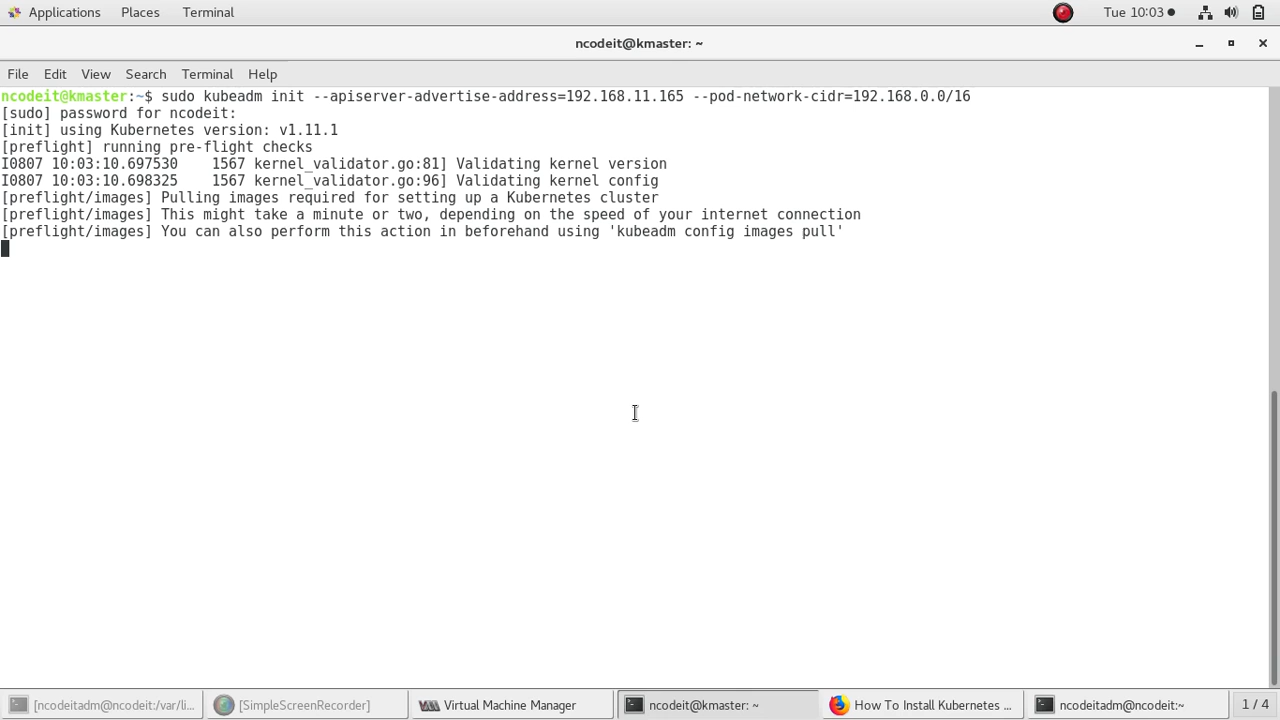 Applications Places Terminal Tue 10:03
ncodeit@kmaster: ~
File Edit View Search Terminal Help
ncodeit@kmaster:~$ sudo kubeadm init --apiserver-advertise-address=192.168.11.165 --pod-network-cidr=192.168.0.0/16
[sudo] password for ncodeit:
[init] using Kubernetes version: v1.11.1
[preflight] running pre-flight checks
I0807 10:03:10.697530    1567 kernel_validator.go:81] Validating kernel version
I0807 10:03:10.698325    1567 kernel_validator.go:96] Validating kernel config
[preflight/images] Pulling images required for setting up a Kubernetes cluster
[preflight/images] This might take a minute or two, depending on the speed of your internet connection
[preflight/images] You can also perform this action in beforehand using 'kubeadm config images pull'
[ncodeitadm@ncodeit:/var/li... [SimpleScreenRecorder] Virtual Machine Manager ncodeit@kmaster: ~ How To Install Kubernetes ... ncodeitadm@ncodeit:~ 1 / 4